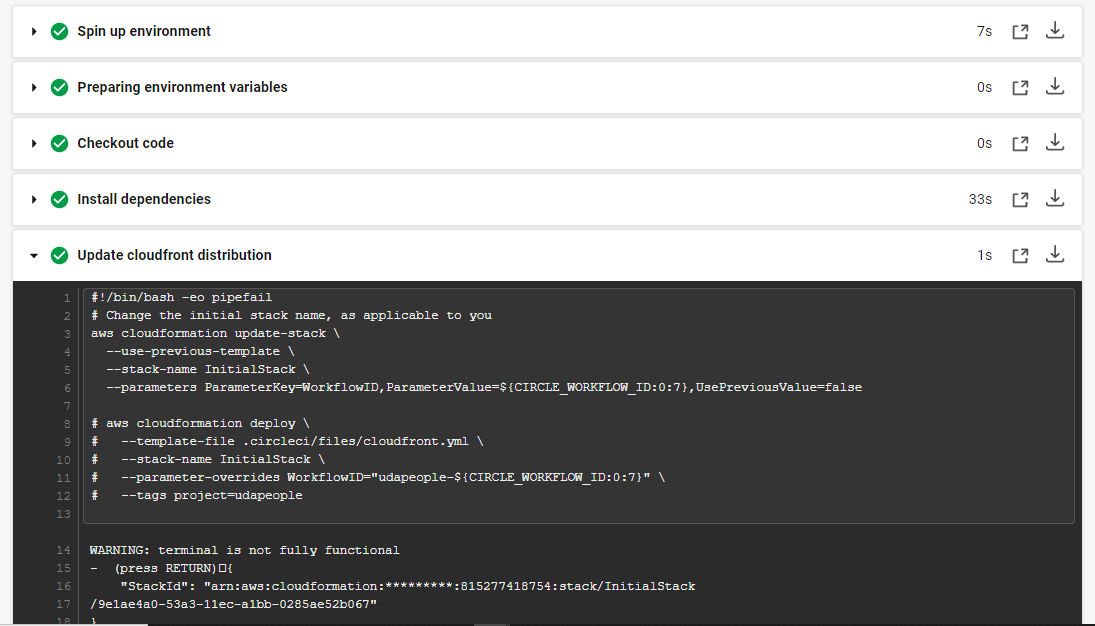 Spin up environment 7s
Preparing environment variables 0s
Checkout code 0s
Install dependencies 33s
Update cloudfront distribution 1s
1 #!/bin/bash -eo pipefail
2 # Change the initial stack name, as applicable to you
3 aws cloudformation update-stack \
4   --use-previous-template \
5   --stack-name InitialStack \
6   --parameters ParameterKey=WorkflowID,ParameterValue=${CIRCLE_WORKFLOW_ID:0:7},UsePreviousValue=false
7
8 # aws cloudformation deploy \
9 #   --template-file .circleci/files/cloudfront.yml \
10 #   --stack-name InitialStack \
11 #   --parameter-overrides WorkflowID="udapeople-${CIRCLE_WORKFLOW_ID:0:7}" \
12 #   --tags project=udapeople
13
14 WARNING: terminal is not fully functional
15 -  (press RETURN)▯{
16     "StackId": "arn:aws:cloudformation:*********:815277418754:stack/InitialStack
17 /9e1ae4a0-53a3-11ec-a1bb-0285ae52b067"
18 }